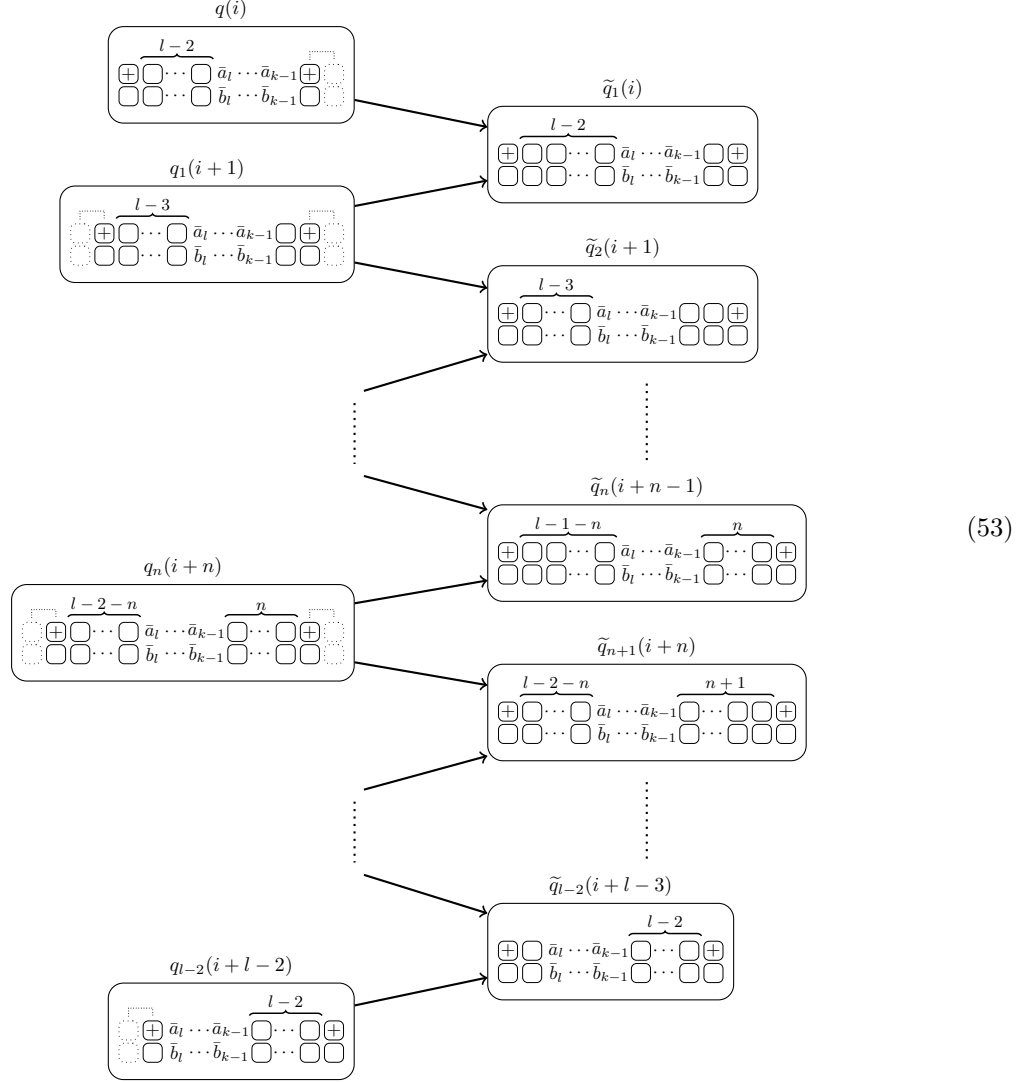 q(i)
l − 2
+ ··· ā_l ··· ā_{k−1} +
b̄_l ··· b̄_{k−1}
q̃_1(i)
l − 2
+ ··· ā_l ··· ā_{k−1} +
··· b̄_l ··· b̄_{k−1}
q_1(i + 1)
l − 3
+ ··· ā_l ··· ā_{k−1} +
··· b̄_l ··· b̄_{k−1}
q̃_2(i + 1)
l − 3
+ ··· ā_l ··· ā_{k−1} +
··· b̄_l ··· b̄_{k−1}
q̃_n(i + n − 1)
l − 1 − n n
+ ··· ā_l ··· ā_{k−1} ··· +
··· b̄_l ··· b̄_{k−1} ···
(53)
q_n(i + n)
l − 2 − n n
+ ··· ā_l ··· ā_{k−1} ··· +
··· b̄_l ··· b̄_{k−1} ···
q̃_{n+1}(i + n)
l − 2 − n n + 1
+ ··· ā_l ··· ā_{k−1} ··· +
··· b̄_l ··· b̄_{k−1} ···
q̃_{l−2}(i + l − 3)
l − 2
+ ā_l ··· ā_{k−1} ··· +
b̄_l ··· b̄_{k−1} ···
q_{l−2}(i + l − 2)
l − 2
+ ā_l ··· ā_{k−1} ··· +
b̄_l ··· b̄_{k−1} ···